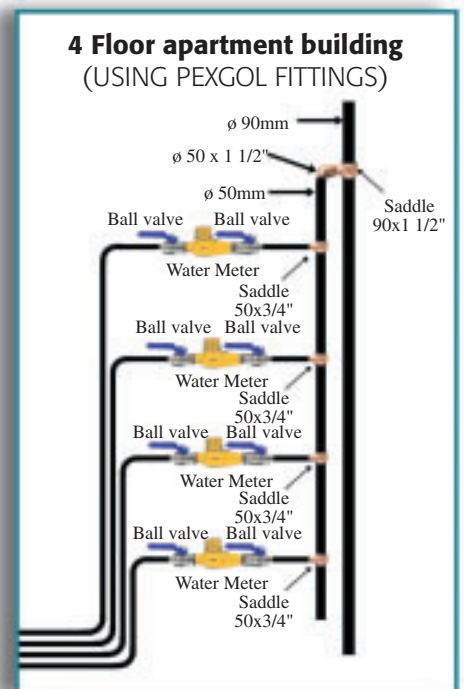 4 Floor apartment building
(USING PEXGOL FITTINGS)
ø 90mm
ø 50 x 1 1/2"
ø 50mm
Saddle
90x1 1/2"
Ball valve Ball valve
Water Meter
Saddle
50x3/4"
Ball valve Ball valve
Water Meter
Saddle
50x3/4"
Ball valve Ball valve
Water Meter
Saddle
50x3/4"
Ball valve Ball valve
Water Meter
Saddle
50x3/4"